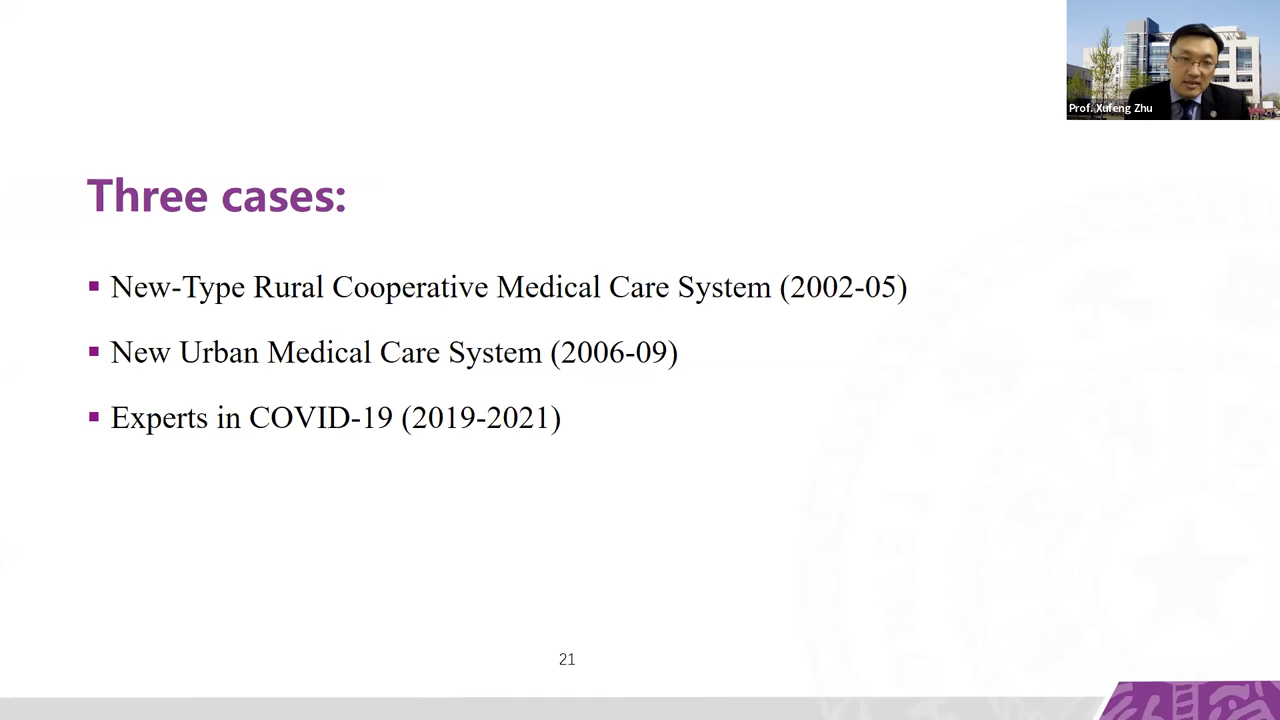 Prof. Xufeng Zhu
Three cases:
▪ New-Type Rural Cooperative Medical Care System (2002-05)
▪ New Urban Medical Care System (2006-09)
▪ Experts in COVID-19 (2019-2021)
21